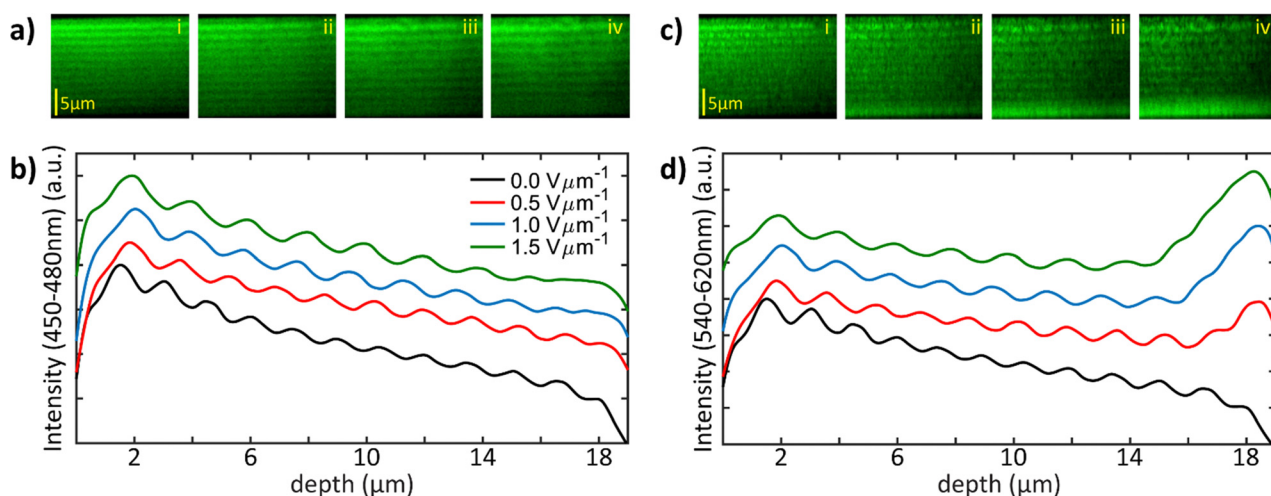 a)
i
ii
iii
iv
5μm
c)
i
ii
iii
iv
5μm
b)
Intensity (450-480nm) (a.u.)
0.0 Vμm⁻¹
0.5 Vμm⁻¹
1.0 Vμm⁻¹
1.5 Vμm⁻¹
2 6 10 14 18
depth (μm)
d)
Intensity (540-620nm) (a.u.)
2 6 10 14 18
depth (μm)